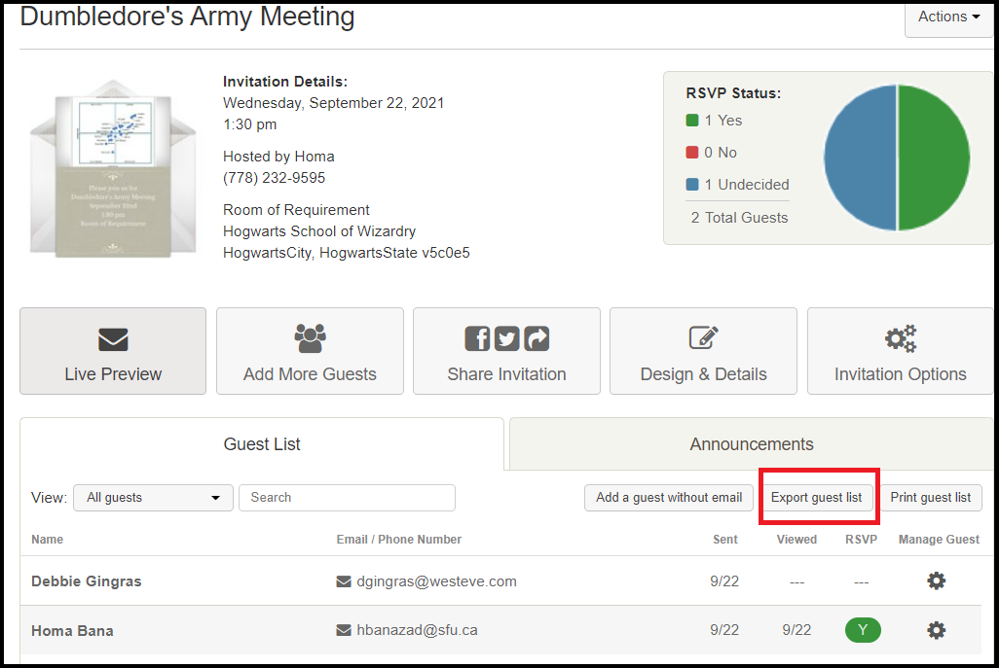 Dumbledore's Army Meeting
Actions
Invitation Details:
Wednesday, September 22, 2021
1:30 pm
Hosted by Homa
(778) 232-9595
Room of Requirement
Hogwarts School of Wizardry
HogwartsCity, HogwartsState v5c0e5
Please join us for
Dumbledore's Army Meeting
September 22nd
1:30 pm
Room of Requirement
RSVP Status:
1 Yes
0 No
1 Undecided
2 Total Guests
Live Preview
Add More Guests
Share Invitation
Design & Details
Invitation Options
Guest List
Announcements
View: All guests Search Add a guest without email Export guest list Print guest list
Name Email / Phone Number Sent Viewed RSVP Manage Guest
Debbie Gingras dgingras@westeve.com 9/22 --- ---
Homa Bana hbanazad@sfu.ca 9/22 9/22 Y